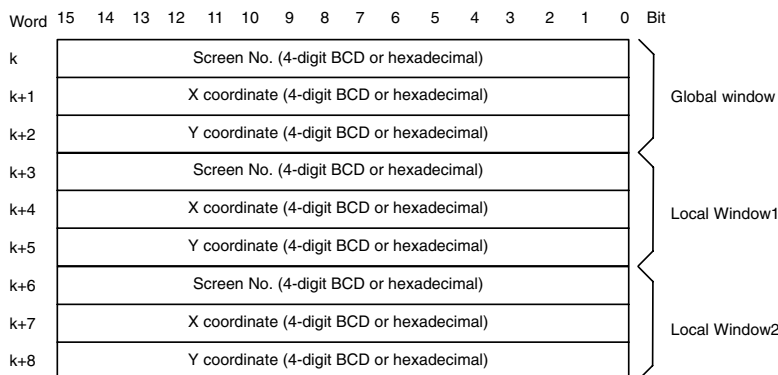 Word 15 14 13 12 11 10 9 8 7 6 5 4 3 2 1 0 Bit
k Screen No. (4-digit BCD or hexadecimal)
k+1 X coordinate (4-digit BCD or hexadecimal) Global window
k+2 Y coordinate (4-digit BCD or hexadecimal)
k+3 Screen No. (4-digit BCD or hexadecimal)
k+4 X coordinate (4-digit BCD or hexadecimal) Local Window1
k+5 Y coordinate (4-digit BCD or hexadecimal)
k+6 Screen No. (4-digit BCD or hexadecimal)
k+7 X coordinate (4-digit BCD or hexadecimal) Local Window2
k+8 Y coordinate (4-digit BCD or hexadecimal)